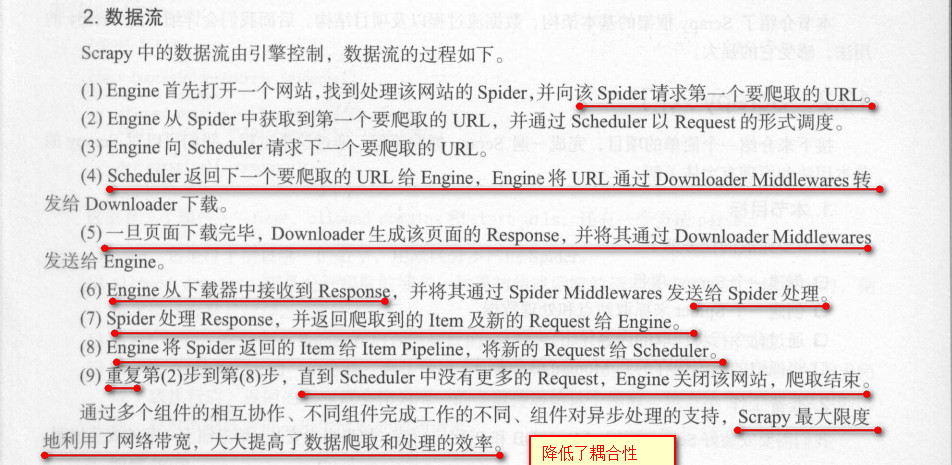 2. 数据流
Scrapy 中的数据流由引擎控制，数据流的过程如下。
(1) Engine 首先打开一个网站，找到处理该网站的 Spider，并向该 Spider 请求第一个要爬取的 URL。
(2) Engine 从 Spider 中获取到第一个要爬取的 URL，并通过 Scheduler 以 Request 的形式调度。
(3) Engine 向 Scheduler 请求下一个要爬取的 URL。
(4) Scheduler 返回下一个要爬取的 URL 给 Engine，Engine 将 URL 通过 Downloader Middlewares 转
发给 Downloader 下载。
(5) 一旦页面下载完毕，Downloader 生成该页面的 Response，并将其通过 Downloader Middlewares
发送给 Engine。
(6) Engine 从下载器中接收到 Response，并将其通过 Spider Middlewares 发送给 Spider 处理。
(7) Spider 处理 Response，并返回爬取到的 Item 及新的 Request 给 Engine。
(8) Engine 将 Spider 返回的 Item 给 Item Pipeline，将新的 Request 给 Scheduler。
(9) 重复第(2)步到第(8)步，直到 Scheduler 中没有更多的 Request，Engine 关闭该网站，爬取结束。
通过多个组件的相互协作、不同组件完成工作的不同、组件对异步处理的支持，Scrapy 最大限度
地利用了网络带宽，大大提高了数据爬取和处理的效率。
降低了耦合性